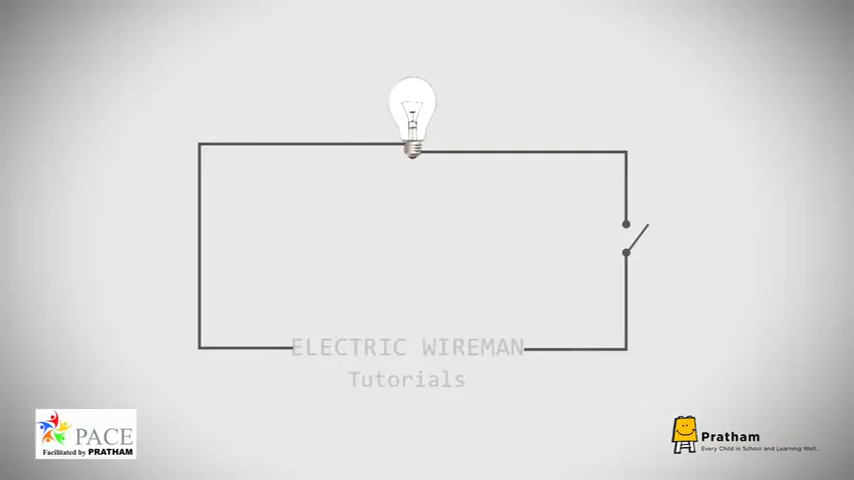 ELECTRIC WIREMAN
Tutorials
PACE
Facilitated by PRATHAM
Pratham
Every Child in School and Learning Well...